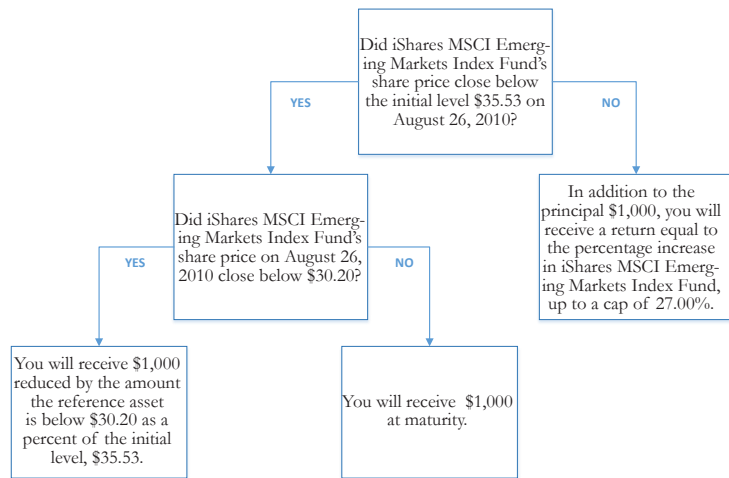 Did iShares MSCI Emerg-
ing Markets Index Fund's
share price close below
the initial level $35.53 on
August 26, 2010?
YES
NO
Did iShares MSCI Emerg-
ing Markets Index Fund's
share price on August 26,
2010 close below $30.20?
In addition to the
principal $1,000, you will
receive a return equal to
the percentage increase
in iShares MSCI Emerg-
ing Markets Index Fund,
up to a cap of 27.00%.
YES
NO
You will receive $1,000
reduced by the amount
the reference asset
is below $30.20 as a
percent of the initial
level, $35.53.
You will receive $1,000
at maturity.